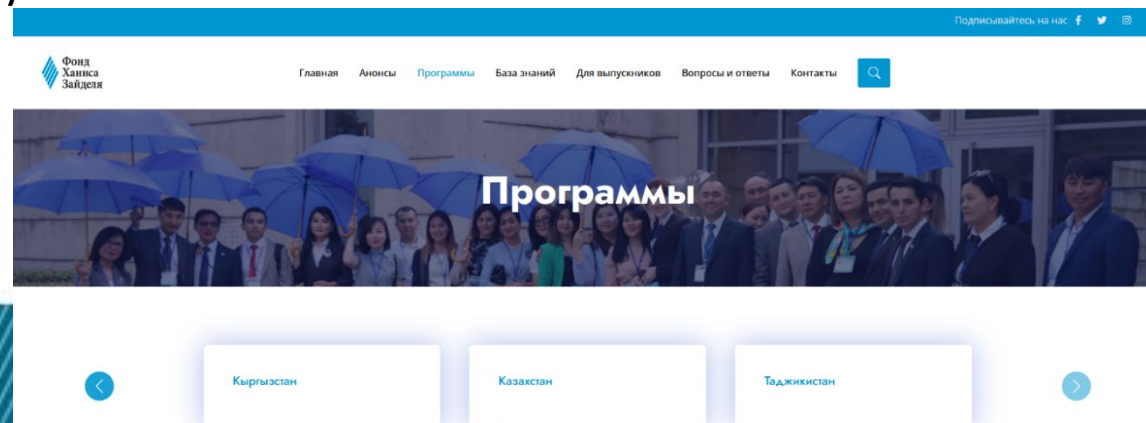 Подписывайтесь на нас
Фонд
Ханнса
Зайделя
Главная Анонсы Программы База знаний Для выпускников Вопросы и ответы Контакты
Программы
Кыргызстан Казахстан Таджикистан